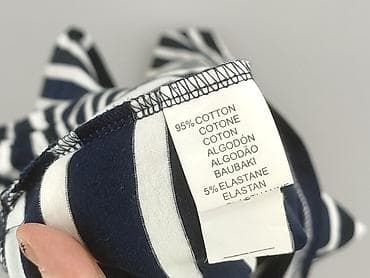 95% COTTON
COTONE
COTON
ALGODÓN
ALGODÃO
BAUBAKI
5% ELASTANE
ELASTAN